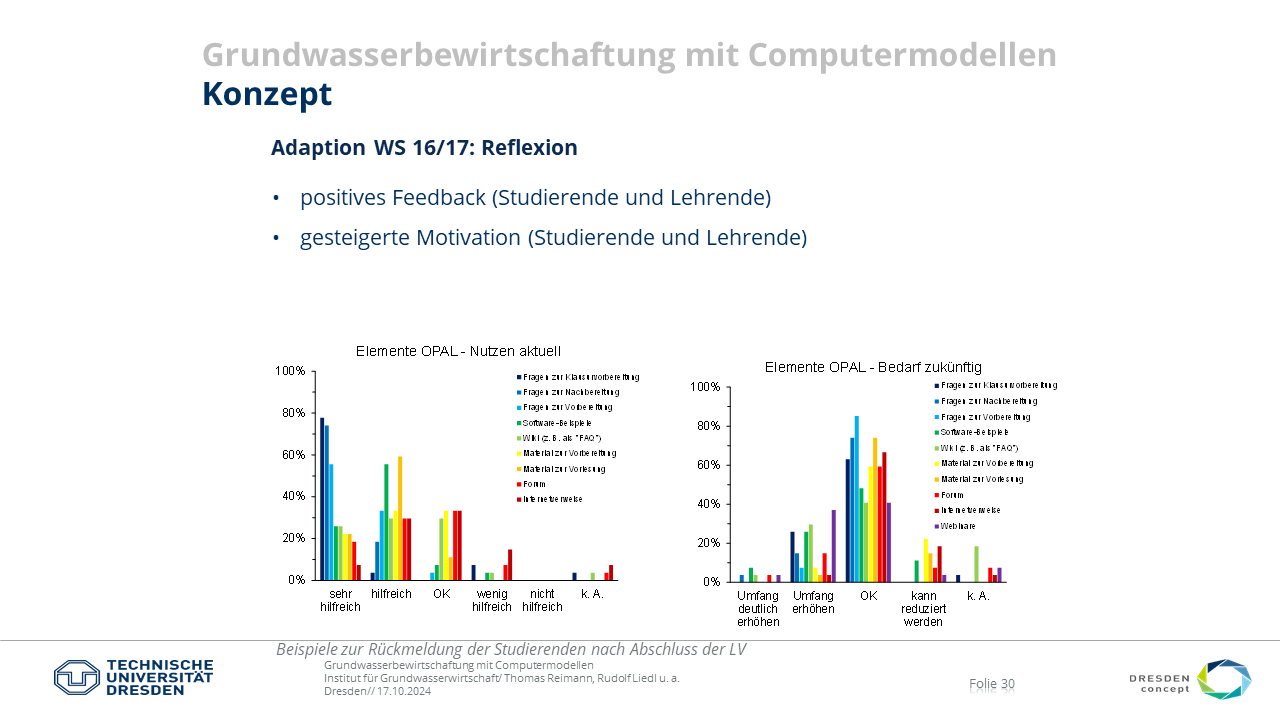 Grundwasserbewirtschaftung mit Computermodellen
Konzept
Adaption WS 16/17: Reflexion
• positives Feedback (Studierende und Lehrende)
• gesteigerte Motivation (Studierende und Lehrende)
Elemente OPAL - Nutzen aktuell
100%
80%
60%
40%
20%
0%
sehr hilfreich
hilfreich
OK
wenig hilfreich
nicht hilfreich
k. A.
Fragen zur Klausurvorbereitung
Fragen zur Nachbereitung
Fragen zur Vorbereitung
Software-Beispiele
Wiki (z. B. als "FAQ")
Material zur Vorbereitung
Material zur Vorlesung
Forum
Internetverweise
Elemente OPAL - Bedarf zukünftig
100%
80%
60%
40%
20%
0%
Umfang deutlich erhöhen
Umfang erhöhen
OK
kann reduziert werden
k. A.
Fragen zur Klausurvorbereitung
Fragen zur Nachbereitung
Fragen zur Vorbereitung
Software-Beispiele
Wiki (z. B. als "FAQ")
Material zur Vorbereitung
Material zur Vorlesung
Forum
Internetverweise
Webinare
Beispiele zur Rückmeldung der Studierenden nach Abschluss der LV
TECHNISCHE
UNIVERSITÄT
DRESDEN
Grundwasserbewirtschaftung mit Computermodellen
Institut für Grundwasserwirtschaft/ Thomas Reimann, Rudolf Liedl u. a.
Dresden// 17.10.2024
Folie 30
DRESDEN
concept